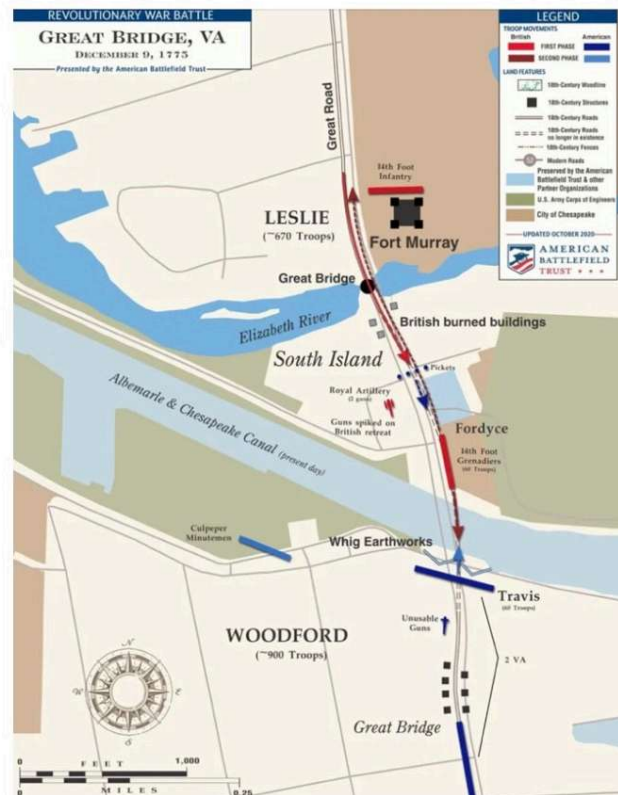 REVOLUTIONARY WAR BATTLE
GREAT BRIDGE, VA
DECEMBER 9, 1775
Presented by the American Battlefield Trust
LEGEND
TROOP MOVEMENTS
British
American
FIRST PHASE
SECOND PHASE
LAND FEATURES
18th-Century Woodline
18th-Century Structures
18th-Century Roads
18th-Century Roads
no longer in existence
18th-Century Fences
Modern Roads
Preserved by the American
Battlefield Trust & other
Partner Organizations
U.S. Army Corps of Engineers
City of Chesapeake
UPDATED OCTOBER 2020
AMERICAN
BATTLEFIELD
TRUST
Great Road
14th Foot
Infantry
LESLIE
(~670 Troops)
Fort Murray
Great Bridge
Elizabeth River
British burned buildings
South Island
Pickets
Royal Artillery
(2 guns)
Guns spiked on
British retreat
Fordyce
14th Foot
Grenadiers
(60 Troops)
Albemarle & Chesapeake Canal (present day)
Culpeper
Minutemen
Whig Earthworks
Travis
(60 Troops)
WOODFORD
(~900 Troops)
Unusable
Guns
2 VA
Great Bridge
N
W
E
S
FEET
0
1,000
MILES
0.25